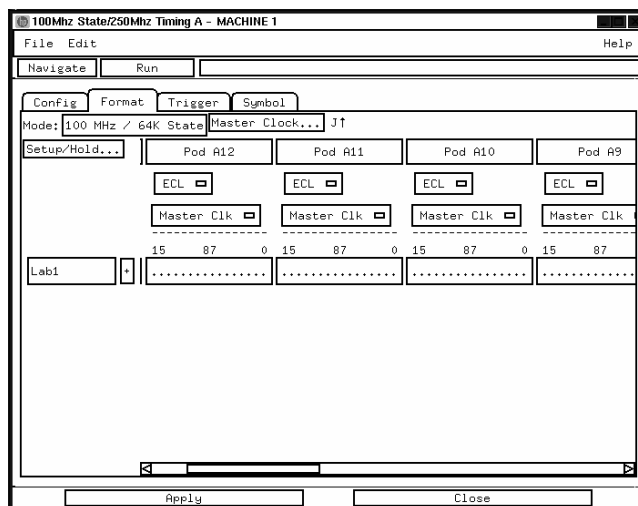 100Mhz State/250Mhz Timing A - MACHINE 1
File Edit Help
Navigate Run
Config Format Trigger Symbol
Mode: 100 MHz / 64K State Master Clock... J↑
Setup/Hold... Pod A12 Pod A11 Pod A10 Pod A9
ECL ECL ECL ECL
Master Clk Master Clk Master Clk Master Clk
15 87 0 15 87 0 15 87 0 15 87
Lab1 + ................ ................ ................ ............
Apply Close